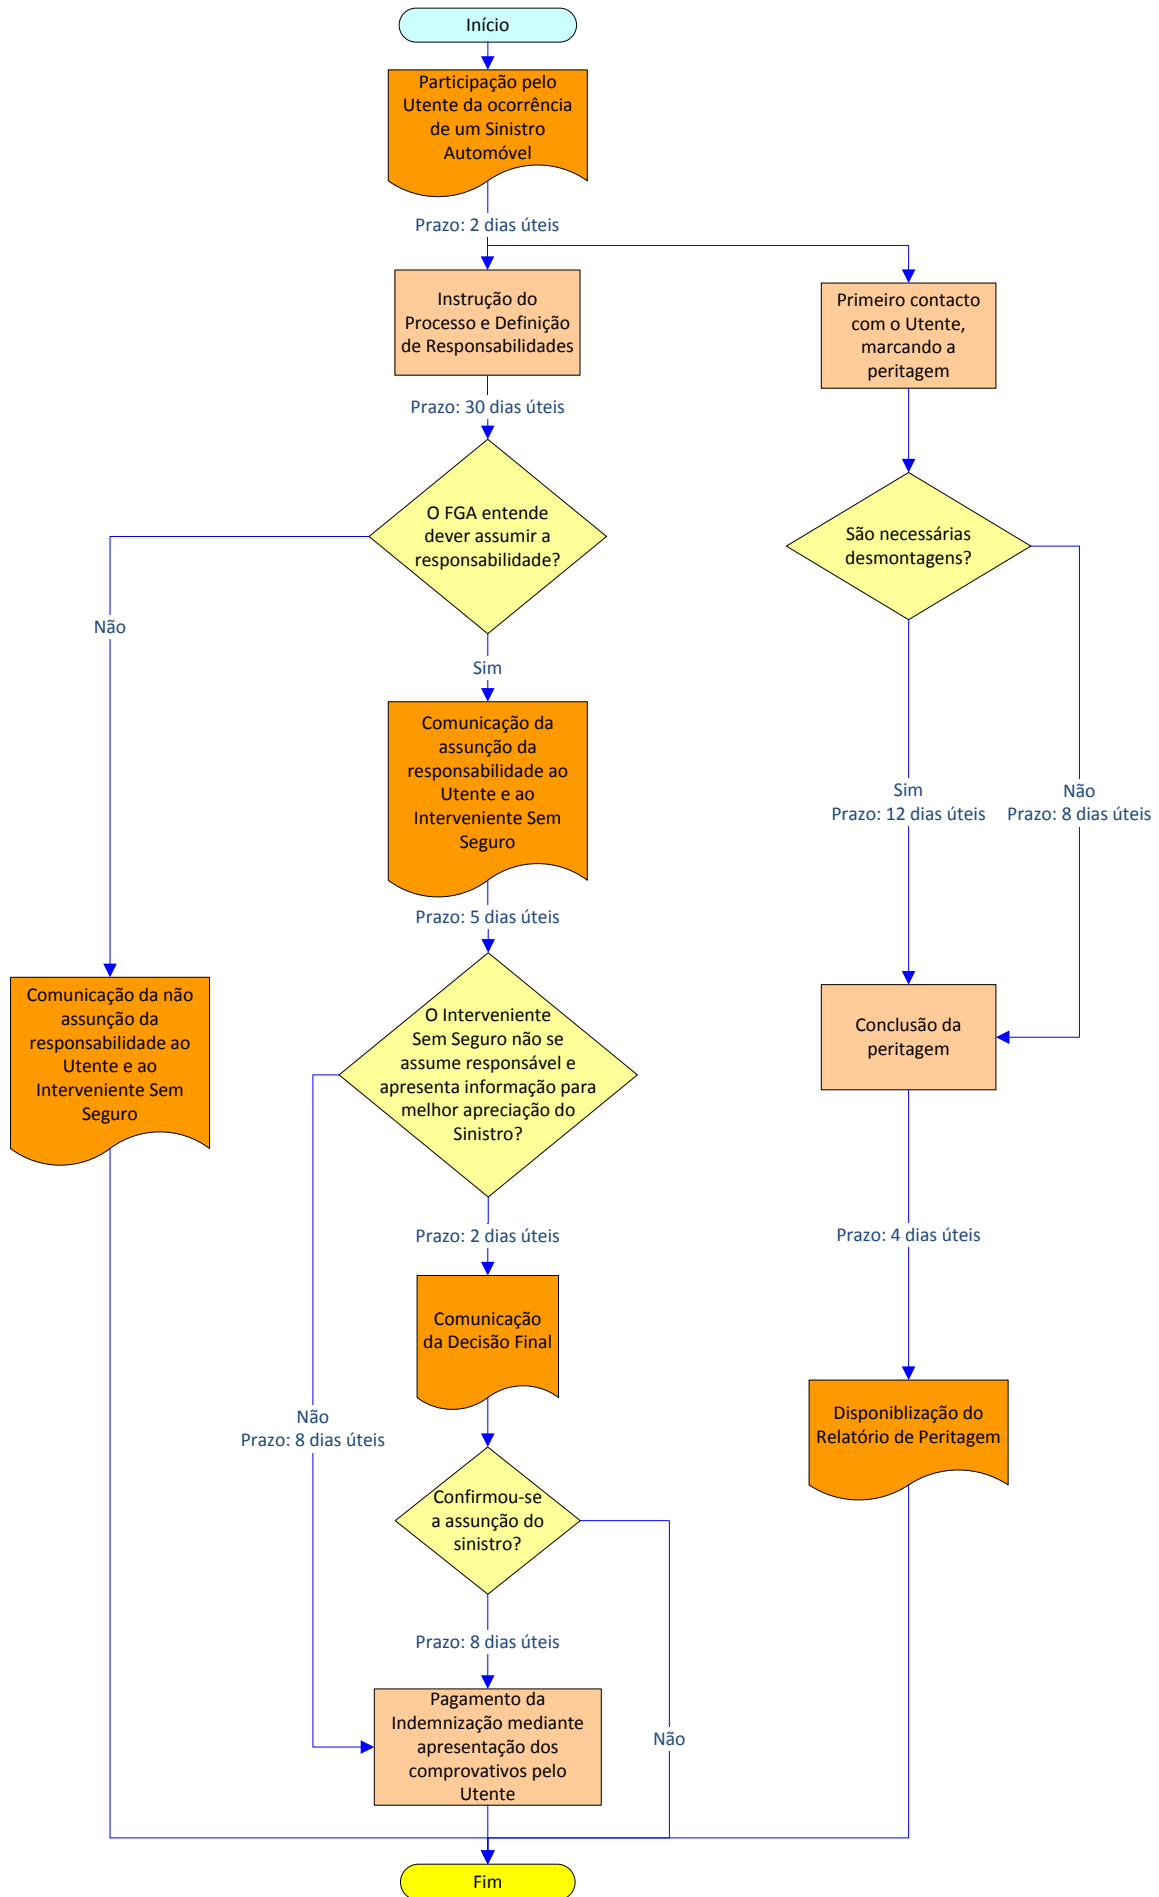 Início
Participação pelo
Utente da ocorrência
de um Sinistro
Automóvel
Prazo: 2 dias úteis
Instrução do
Processo e Definição
de Responsabilidades
Primeiro contacto
com o Utente,
marcando a
peritagem
Prazo: 30 dias úteis
O FGA entende
dever assumir a
responsabilidade?
São necessárias
desmontagens?
Não
Sim
Comunicação da
assunção da
responsabilidade ao
Utente e ao
Interveniente Sem
Seguro
Sim
Prazo: 12 dias úteis
Não
Prazo: 8 dias úteis
Prazo: 5 dias úteis
Comunicação da não
assunção da
responsabilidade ao
Utente e ao
Interveniente Sem
Seguro
O Interveniente
Sem Seguro não se
assume responsável e
apresenta informação para
melhor apreciação do
Sinistro?
Conclusão da
peritagem
Prazo: 2 dias úteis
Prazo: 4 dias úteis
Comunicação
da Decisão Final
Não
Prazo: 8 dias úteis
Disponiblização do
Relatório de Peritagem
Confirmou-se
a assunção do
sinistro?
Prazo: 8 dias úteis
Pagamento da
Indemnização mediante
apresentação dos
comprovativos pelo
Utente
Não
Fim